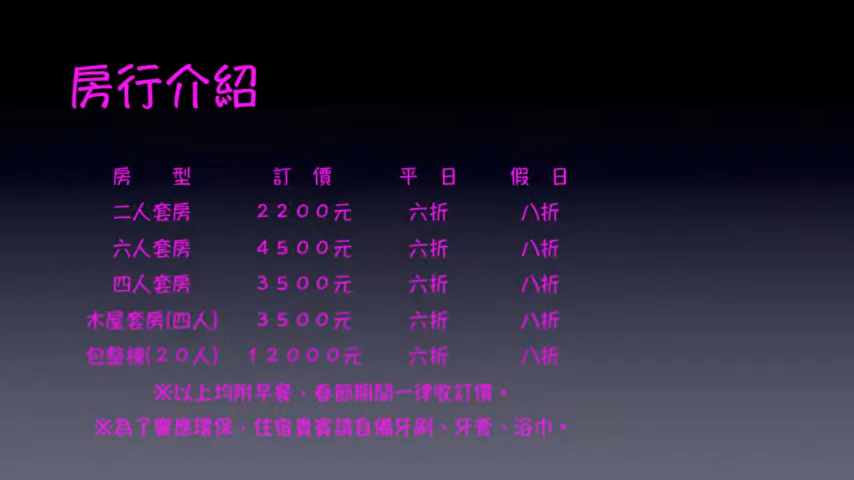 房行介紹
房　　型　訂　價　平　日　假　日
二人套房　２２００元　六折　八折
六人套房　４５００元　六折　八折
四人套房　３５００元　六折　八折
木屋套房(四人)　３５００元　六折　八折
包整棟(２０人)　１２０００元　六折　八折
※以上均附早餐，春節期間一律收訂價。
※為了響應環保，住宿貴賓請自備牙刷、牙膏、浴巾。